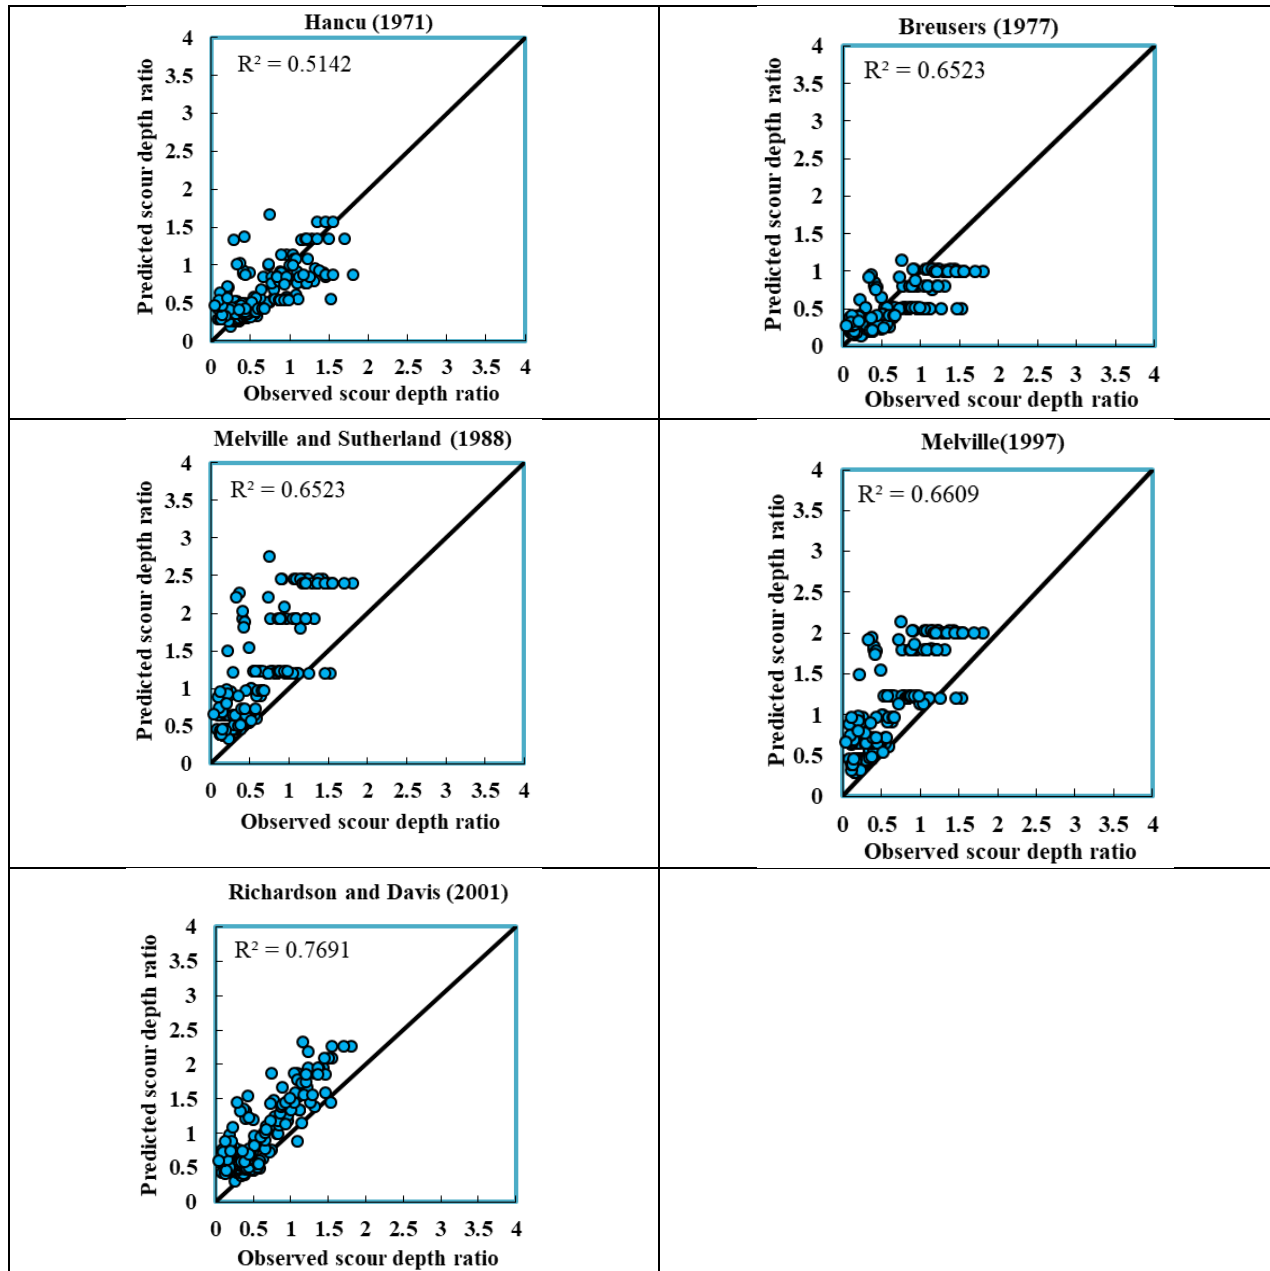 Hancu (1971)
R² = 0.5142
Predicted scour depth ratio
4
3.5
3
2.5
2
1.5
1
0.5
0
0 0.5 1 1.5 2 2.5 3 3.5 4
Observed scour depth ratio
Breusers (1977)
R² = 0.6523
Predicted scour depth ratio
4
3.5
3
2.5
2
1.5
1
0.5
0
0 0.5 1 1.5 2 2.5 3 3.5 4
Observed scour depth ratio
Melville and Sutherland (1988)
R² = 0.6523
Predicted scour depth ratio
4
3.5
3
2.5
2
1.5
1
0.5
0
0 0.5 1 1.5 2 2.5 3 3.5 4
Observed scour depth ratio
Melville(1997)
R² = 0.6609
Predicted scour depth ratio
4
3.5
3
2.5
2
1.5
1
0.5
0
0 0.5 1 1.5 2 2.5 3 3.5 4
Observed scour depth ratio
Richardson and Davis (2001)
R² = 0.7691
Predicted scour depth ratio
4
3.5
3
2.5
2
1.5
1
0.5
0
0 0.5 1 1.5 2 2.5 3 3.5 4
Observed scour depth ratio